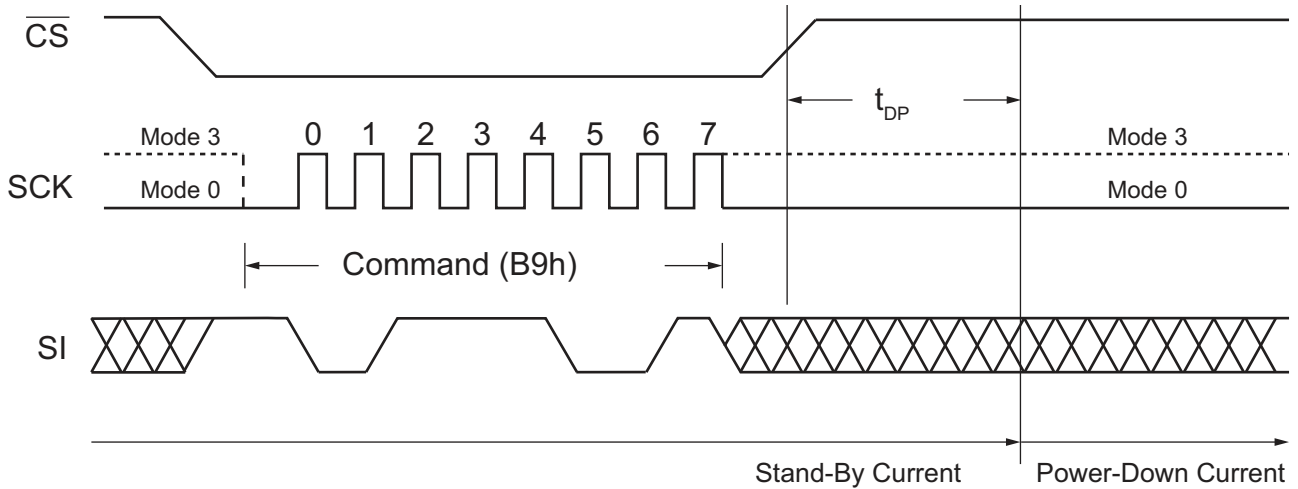 CS
t_DP
Mode 3
0 1 2 3 4 5 6 7
Mode 3
SCK
Mode 0
Mode 0
Command (B9h)
SI
Stand-By Current
Power-Down Current